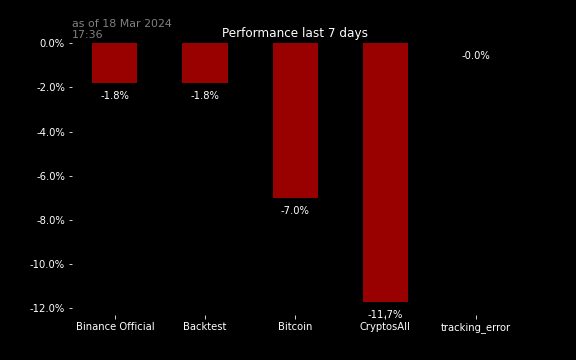 as of 18 Mar 2024
17:36
Performance last 7 days
0.0%
-2.0%
-4.0%
-6.0%
-8.0%
-10.0%
-12.0%
-1.8%
-1.8%
-7.0%
-11.7%
-0.0%
Binance Official
Backtest
Bitcoin
CryptosAll
tracking_error